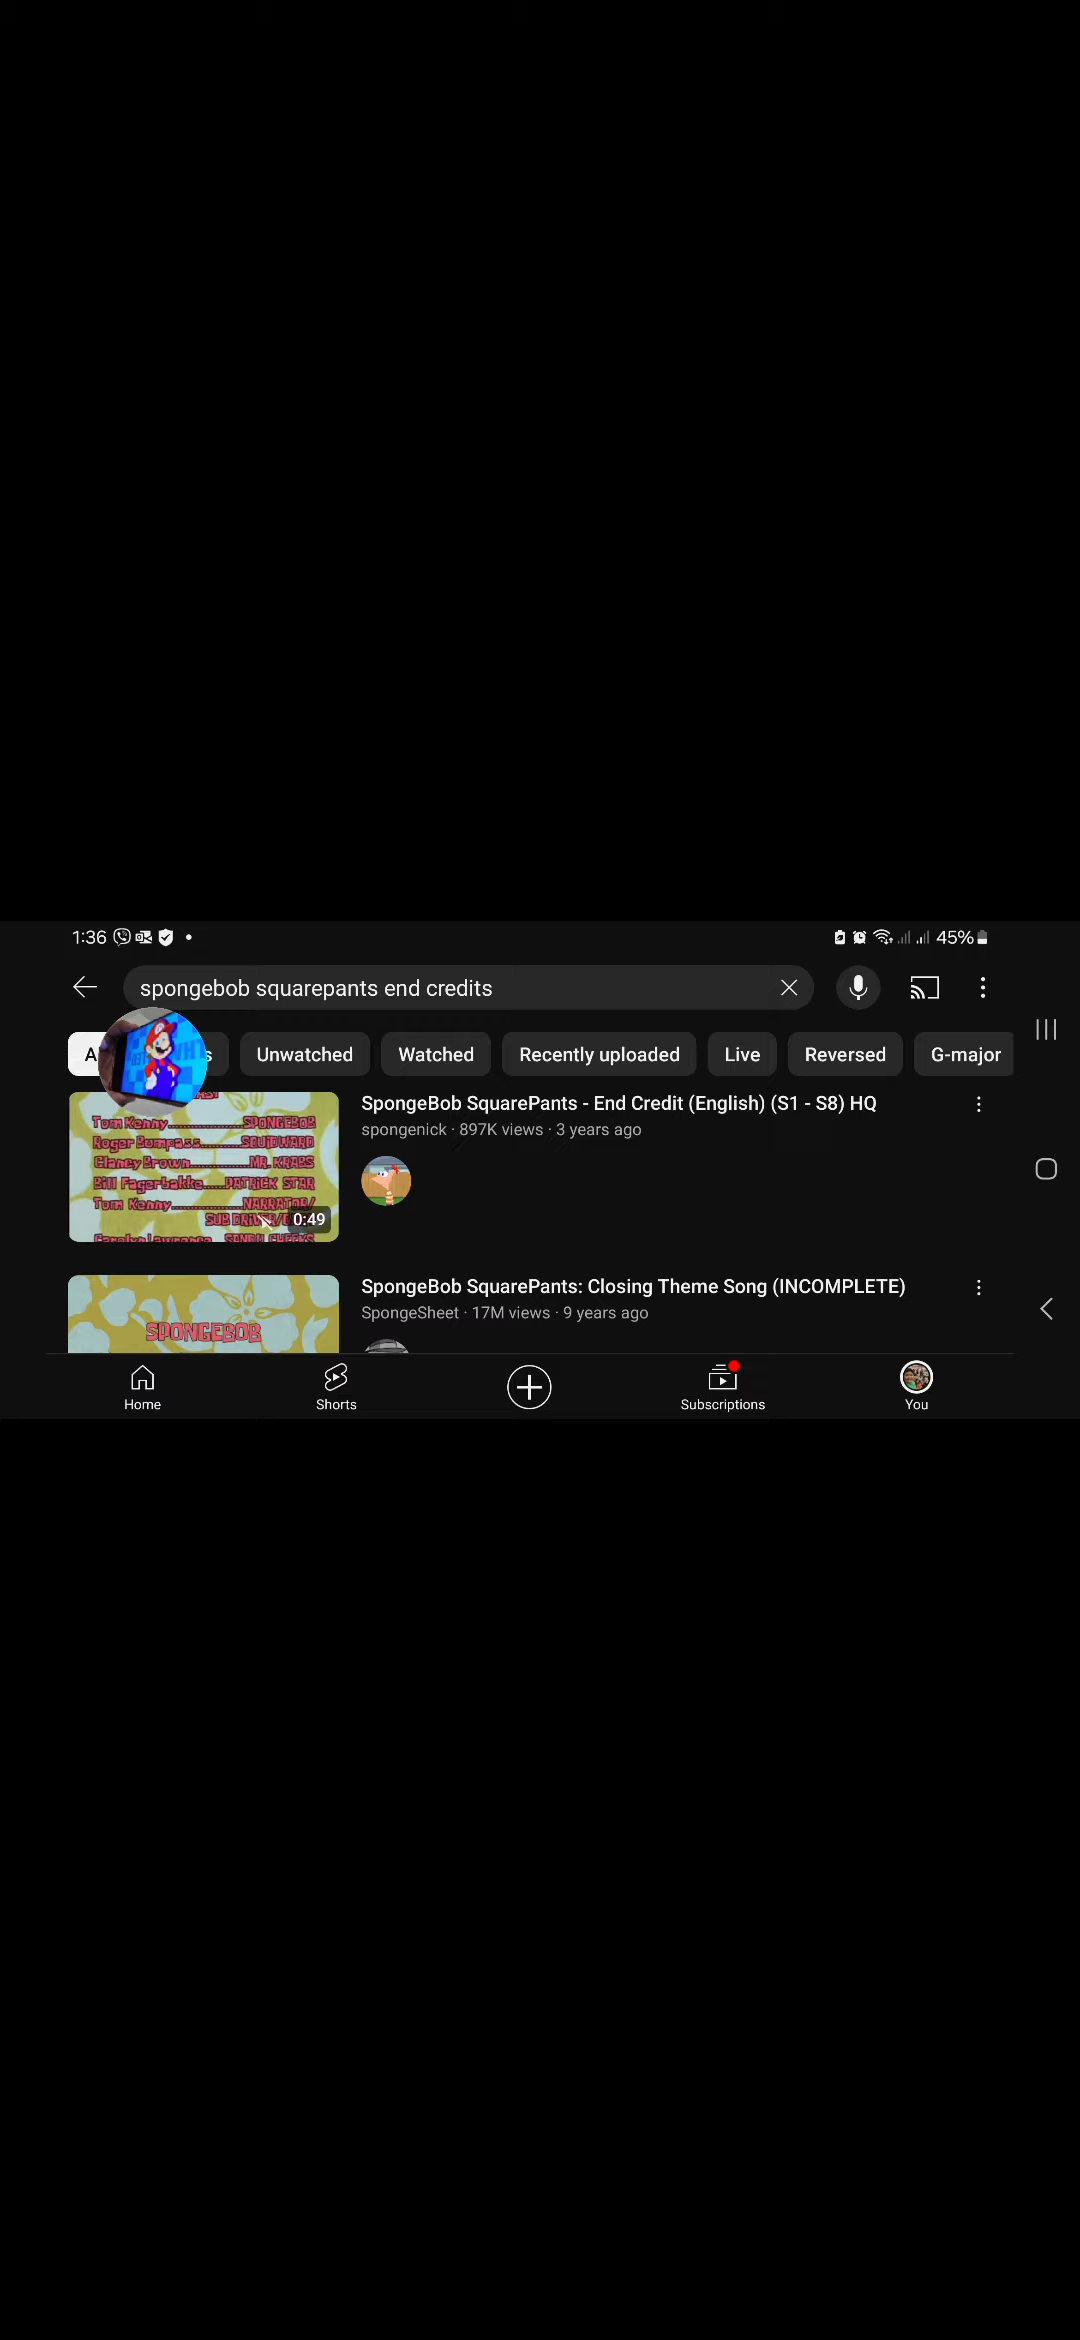 1:36
45%
spongebob squarepants end credits
Unwatched
Watched
Recently uploaded
Live
Reversed
G-major
Tom Kenny..........SPONGEBOB
Roger Bumpass..........SQUIDWARD
Clancy Brown..........MR. KRABS
Bill Fagerbakke......PATRICK STAR
Tom Kenny..........NARRATOR/
0:49
SpongeBob SquarePants - End Credit (English) (S1 - S8) HQ
spongenick · 897K views · 3 years ago
SPONGEBOB
SpongeBob SquarePants: Closing Theme Song (INCOMPLETE)
SpongeSheet · 17M views · 9 years ago
Home
Shorts
Subscriptions
You